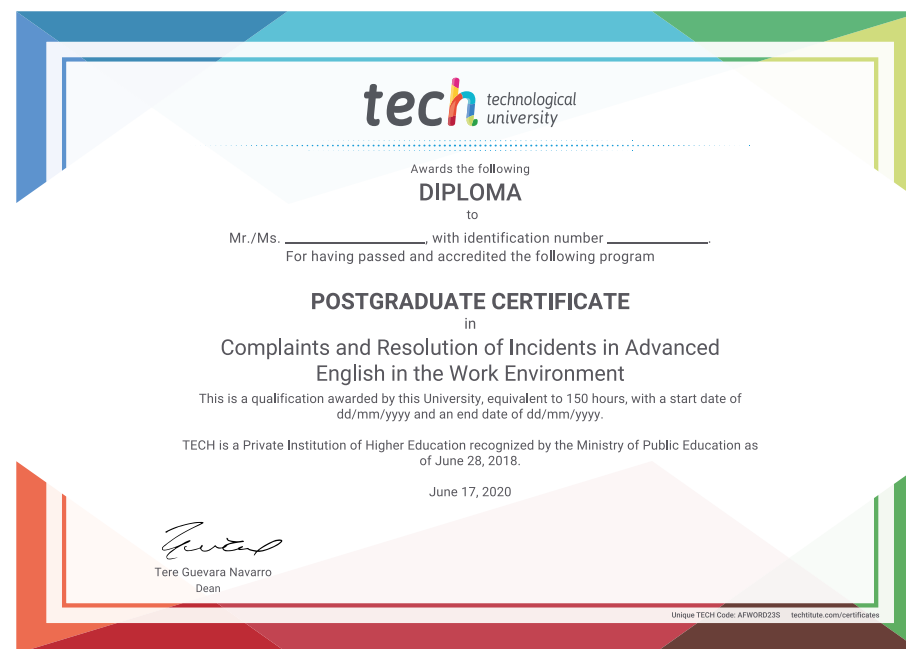 tech technological
university
Awards the following
DIPLOMA
to
Mr./Ms. ____________________, with identification number ______________.
For having passed and accredited the following program
POSTGRADUATE CERTIFICATE
in
Complaints and Resolution of Incidents in Advanced
English in the Work Environment
This is a qualification awarded by this University, equivalent to 150 hours, with a start date of
dd/mm/yyyy and an end date of dd/mm/yyyy.
TECH is a Private Institution of Higher Education recognized by the Ministry of Public Education as
of June 28, 2018.
June 17, 2020
Tere Guevara Navarro
Dean
Unique TECH Code: AFWORD23S techtitute.com/certificates